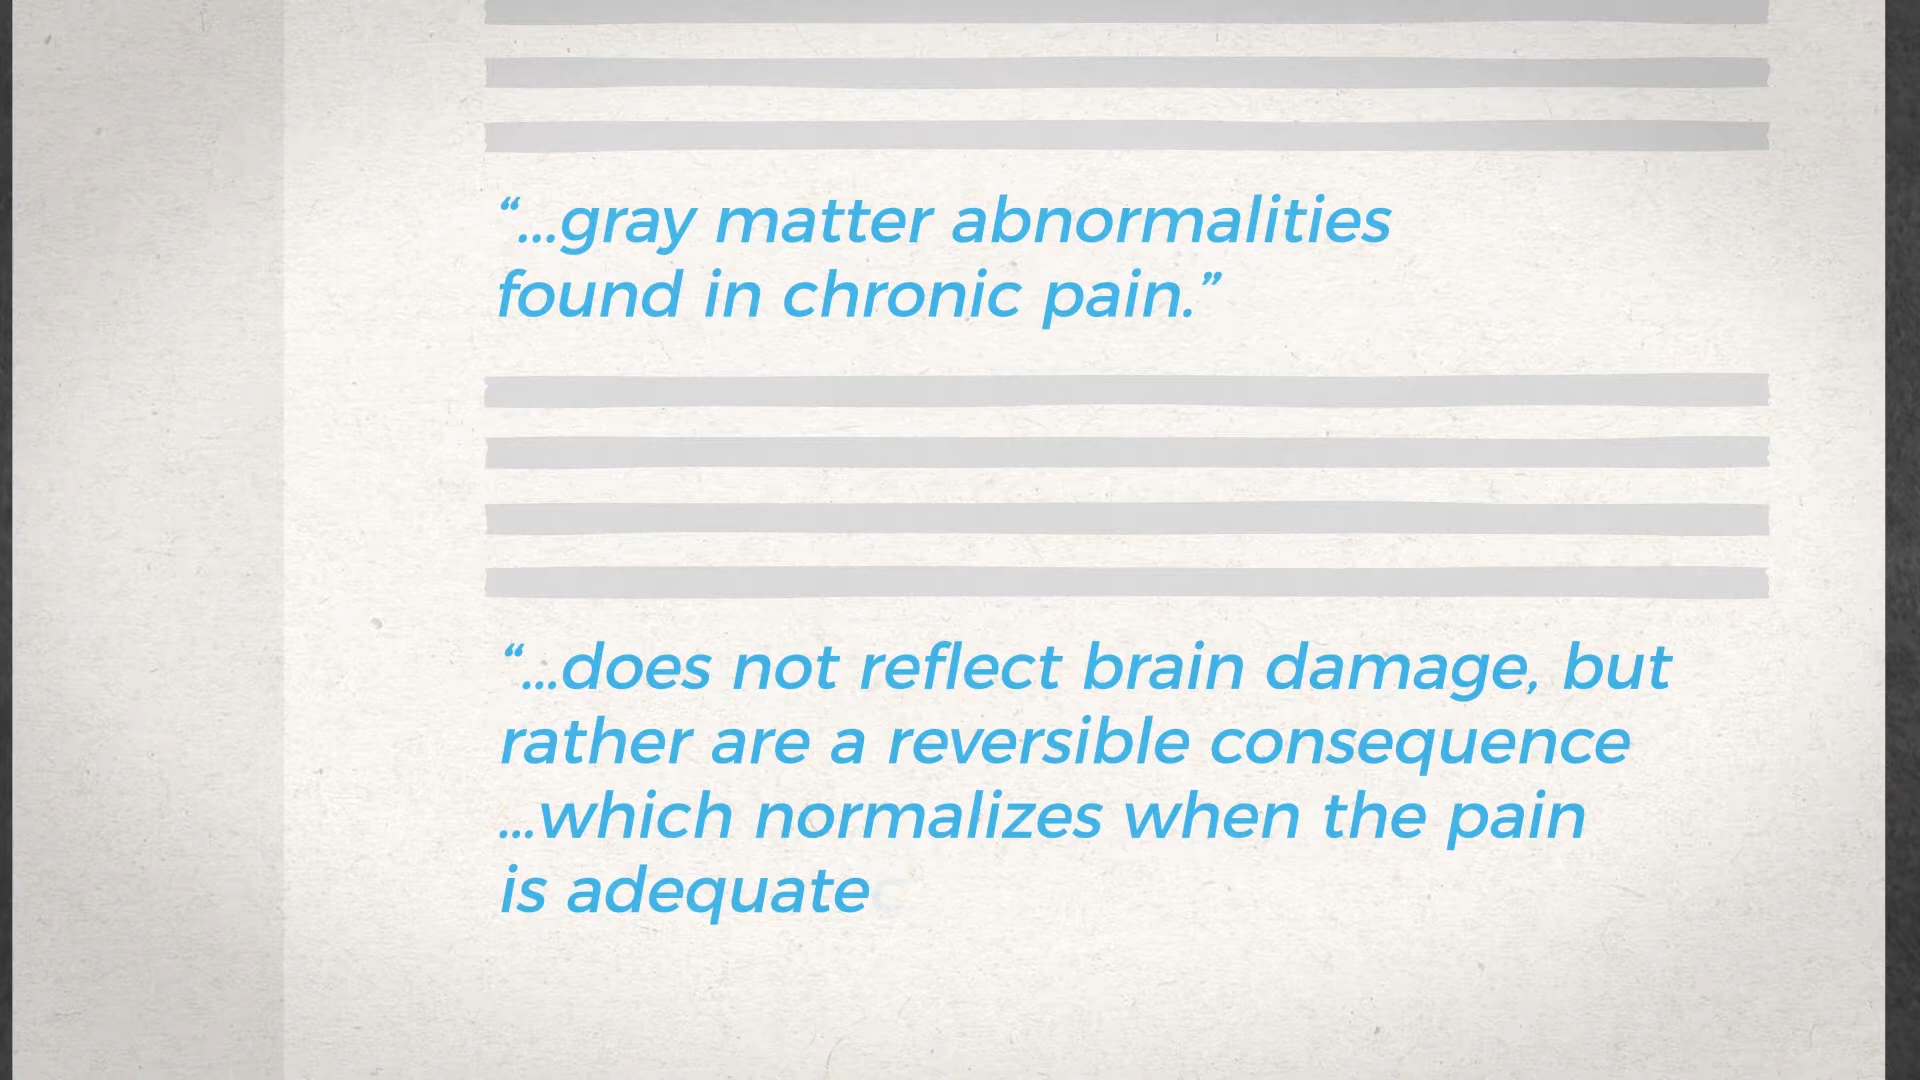 “...gray matter abnormalities
found in chronic pain.”
“...does not reflect brain damage, but
rather are a reversible consequence
...which normalizes when the pain
is adequate